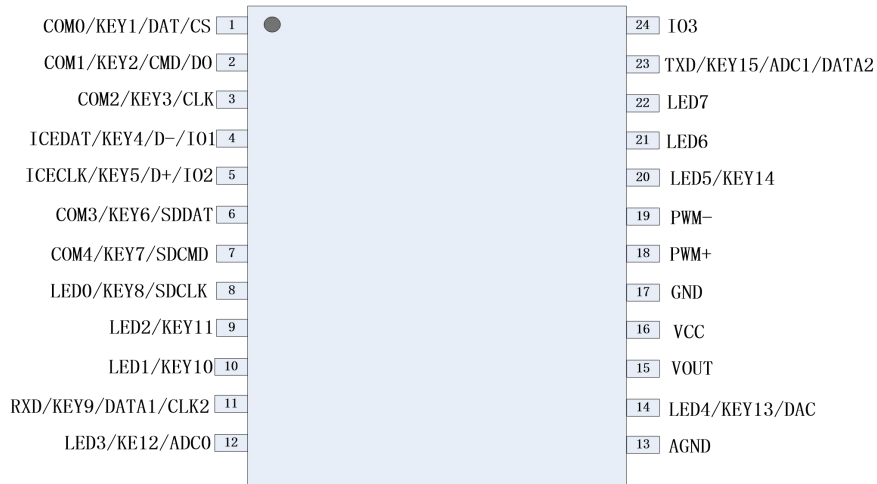 COM0/KEY1/DAT/CS 1
COM1/KEY2/CMD/DO 2
COM2/KEY3/CLK 3
ICEDAT/KEY4/D-/IO1 4
ICECLK/KEY5/D+/IO2 5
COM3/KEY6/SDDAT 6
COM4/KEY7/SDCMD 7
LED0/KEY8/SDCLK 8
LED2/KEY11 9
LED1/KEY10 10
RXD/KEY9/DATA1/CLK2 11
LED3/KE12/ADC0 12
24 IO3
23 TXD/KEY15/ADC1/DATA2
22 LED7
21 LED6
20 LED5/KEY14
19 PWM-
18 PWM+
17 GND
16 VCC
15 VOUT
14 LED4/KEY13/DAC
13 AGND